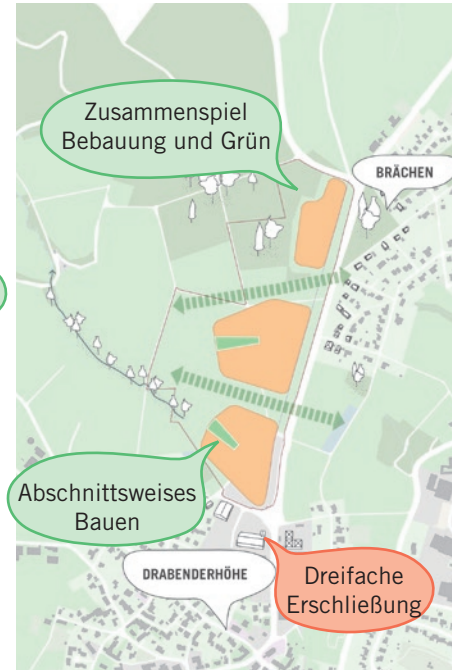 Zusammenspiel
Bebauung und Grün
BRÄCHEN
Abschnittsweises
Bauen
DRABENDERHÖHE
Dreifache
Erschließung